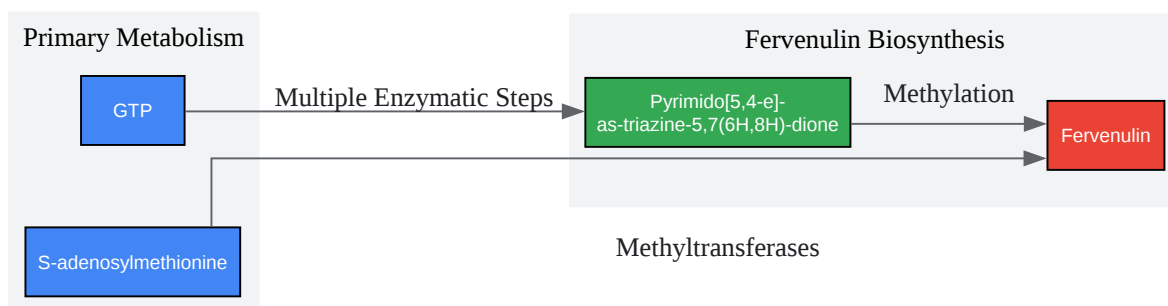 Primary Metabolism
Fervenulin Biosynthesis
GTP
Multiple Enzymatic Steps
Pyrimido[5,4-e]-
as-triazine-5,7(6H,8H)-dione
Methylation
Fervenulin
S-adenosylmethionine
Methyltransferases